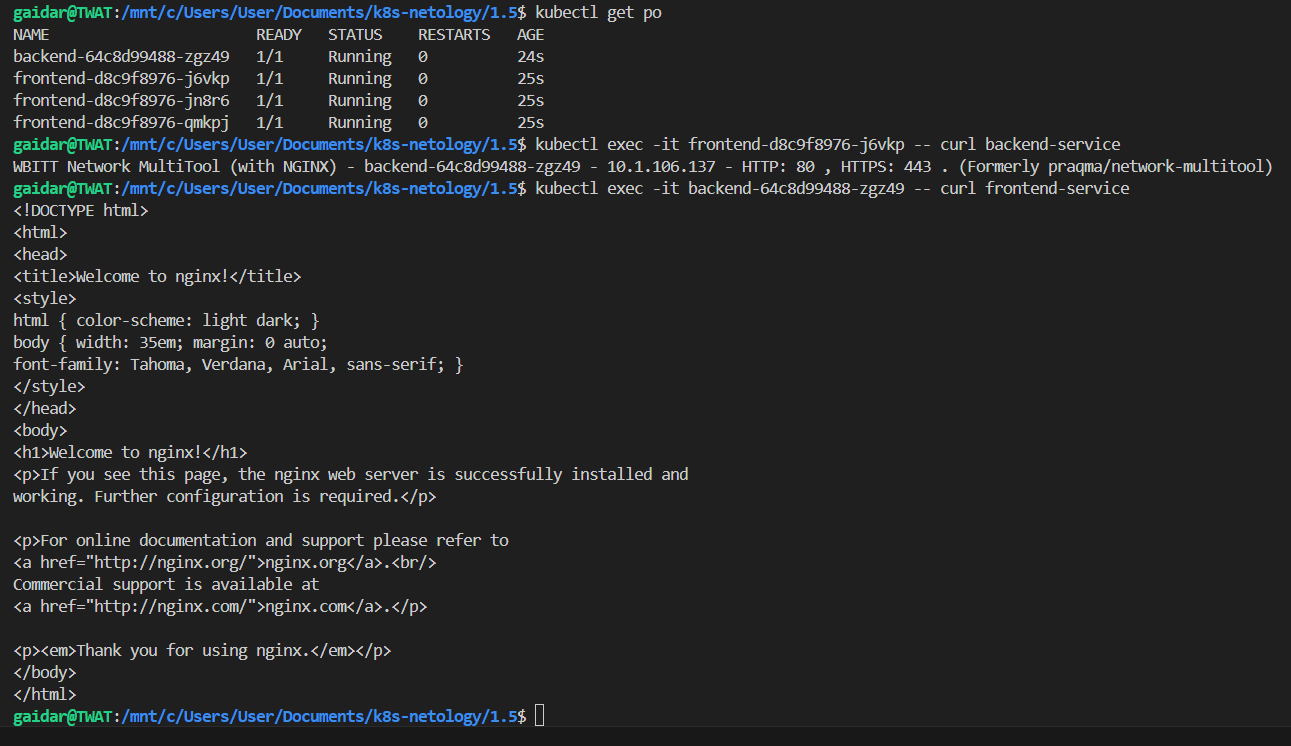 gaidar@TWAT:/mnt/c/Users/User/Documents/k8s-netology/1.5$ kubectl get po
NAME READY STATUS RESTARTS AGE
backend-64c8d99488-zgz49 1/1 Running 0 24s
frontend-d8c9f8976-j6vkp 1/1 Running 0 25s
frontend-d8c9f8976-jn8r6 1/1 Running 0 25s
frontend-d8c9f8976-qmkpj 1/1 Running 0 25s
gaidar@TWAT:/mnt/c/Users/User/Documents/k8s-netology/1.5$ kubectl exec -it frontend-d8c9f8976-j6vkp -- curl backend-service
WBITT Network MultiTool (with NGINX) - backend-64c8d99488-zgz49 - 10.1.106.137 - HTTP: 80 , HTTPS: 443 . (Formerly praqma/network-multitool)
gaidar@TWAT:/mnt/c/Users/User/Documents/k8s-netology/1.5$ kubectl exec -it backend-64c8d99488-zgz49 -- curl frontend-service
<!DOCTYPE html>
<html>
<head>
<title>Welcome to nginx!</title>
<style>
html { color-scheme: light dark; }
body { width: 35em; margin: 0 auto;
font-family: Tahoma, Verdana, Arial, sans-serif; }
</style>
</head>
<body>
<h1>Welcome to nginx!</h1>
<p>If you see this page, the nginx web server is successfully installed and
working. Further configuration is required.</p>

<p>For online documentation and support please refer to
<a href="http://nginx.org/">nginx.org</a>.<br/>
Commercial support is available at
<a href="http://nginx.com/">nginx.com</a>.</p>

<p><em>Thank you for using nginx.</em></p>
</body>
</html>
gaidar@TWAT:/mnt/c/Users/User/Documents/k8s-netology/1.5$